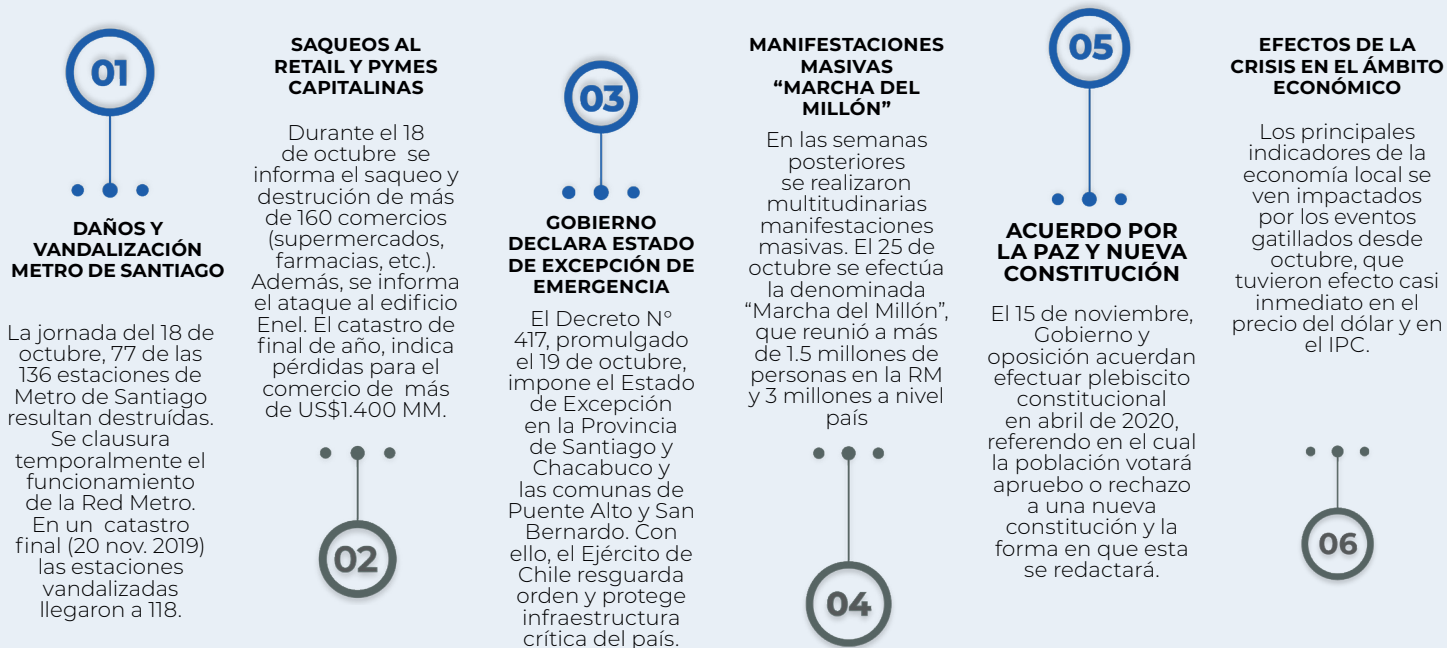 01
DAÑOS Y
VANDALIZACIÓN
METRO DE SANTIAGO
La jornada del 18 de
octubre, 77 de las
136 estaciones de
Metro de Santiago
resultan destruídas.
Se clausura
temporalmente el
funcionamiento
de la Red Metro.
En un catastro
final (20 nov. 2019)
las estaciones
vandalizadas
llegaron a 118.
SAQUEOS AL
RETAIL Y PYMES
CAPITALINAS
Durante el 18
de octubre se
informa el saqueo y
destrución de más
de 160 comercios
(supermercados,
farmacias, etc.).
Además, se informa
el ataque al edificio
Enel. El catastro de
final de año, indica
pérdidas para el
comercio de más
de US$1.400 MM.
02
03
GOBIERNO
DECLARA ESTADO
DE EXCEPCIÓN DE
EMERGENCIA
El Decreto N°
417, promulgado
el 19 de octubre,
impone el Estado
de Excepción
en la Provincia
de Santiago y
Chacabuco y
las comunas de
Puente Alto y San
Bernardo. Con
ello, el Ejército de
Chile resguarda
orden y protege
infraestructura
crítica del país.
MANIFESTACIONES
MASIVAS
“MARCHA DEL
MILLÓN”
En las semanas
posteriores
se realizaron
multitudinarias
manifestaciones
masivas. El 25 de
octubre se efectúa
la denominada
“Marcha del Millón”,
que reunió a más
de 1.5 millones de
personas en la RM
y 3 millones a nivel
país
04
05
ACUERDO POR
LA PAZ Y NUEVA
CONSTITUCIÓN
El 15 de noviembre,
Gobierno y
oposición acuerdan
efectuar plebiscito
constitucional
en abril de 2020,
referendo en el cual
la población votará
apruebo o rechazo
a una nueva
constitución y la
forma en que esta
se redactará.
EFECTOS DE LA
CRISIS EN EL ÁMBITO
ECONÓMICO
Los principales
indicadores de la
economía local se
ven impactados
por los eventos
gatillados desde
octubre, que
tuvieron efecto casi
inmediato en el
precio del dólar y en
el IPC.
06